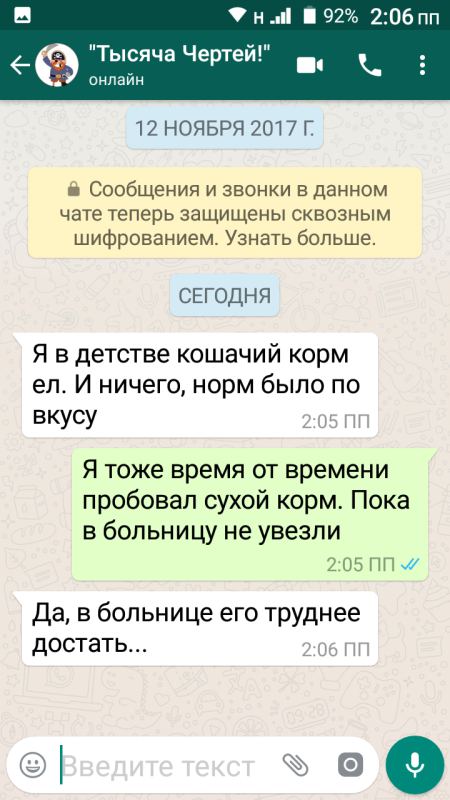 н 92% 2:06 пп
"Тысяча Чертей!"
онлайн
12 НОЯБРЯ 2017 Г.
Сообщения и звонки в данном
чате теперь защищены сквозным
шифрованием. Узнать больше.
СЕГОДНЯ
Я в детстве кошачий корм
ел. И ничего, норм было по
вкусу
2:05 ПП
Я тоже время от времени
пробовал сухой корм. Пока
в больницу не увезли
2:05 ПП
Да, в больнице его труднее
достать...
2:06 ПП
Введите текст